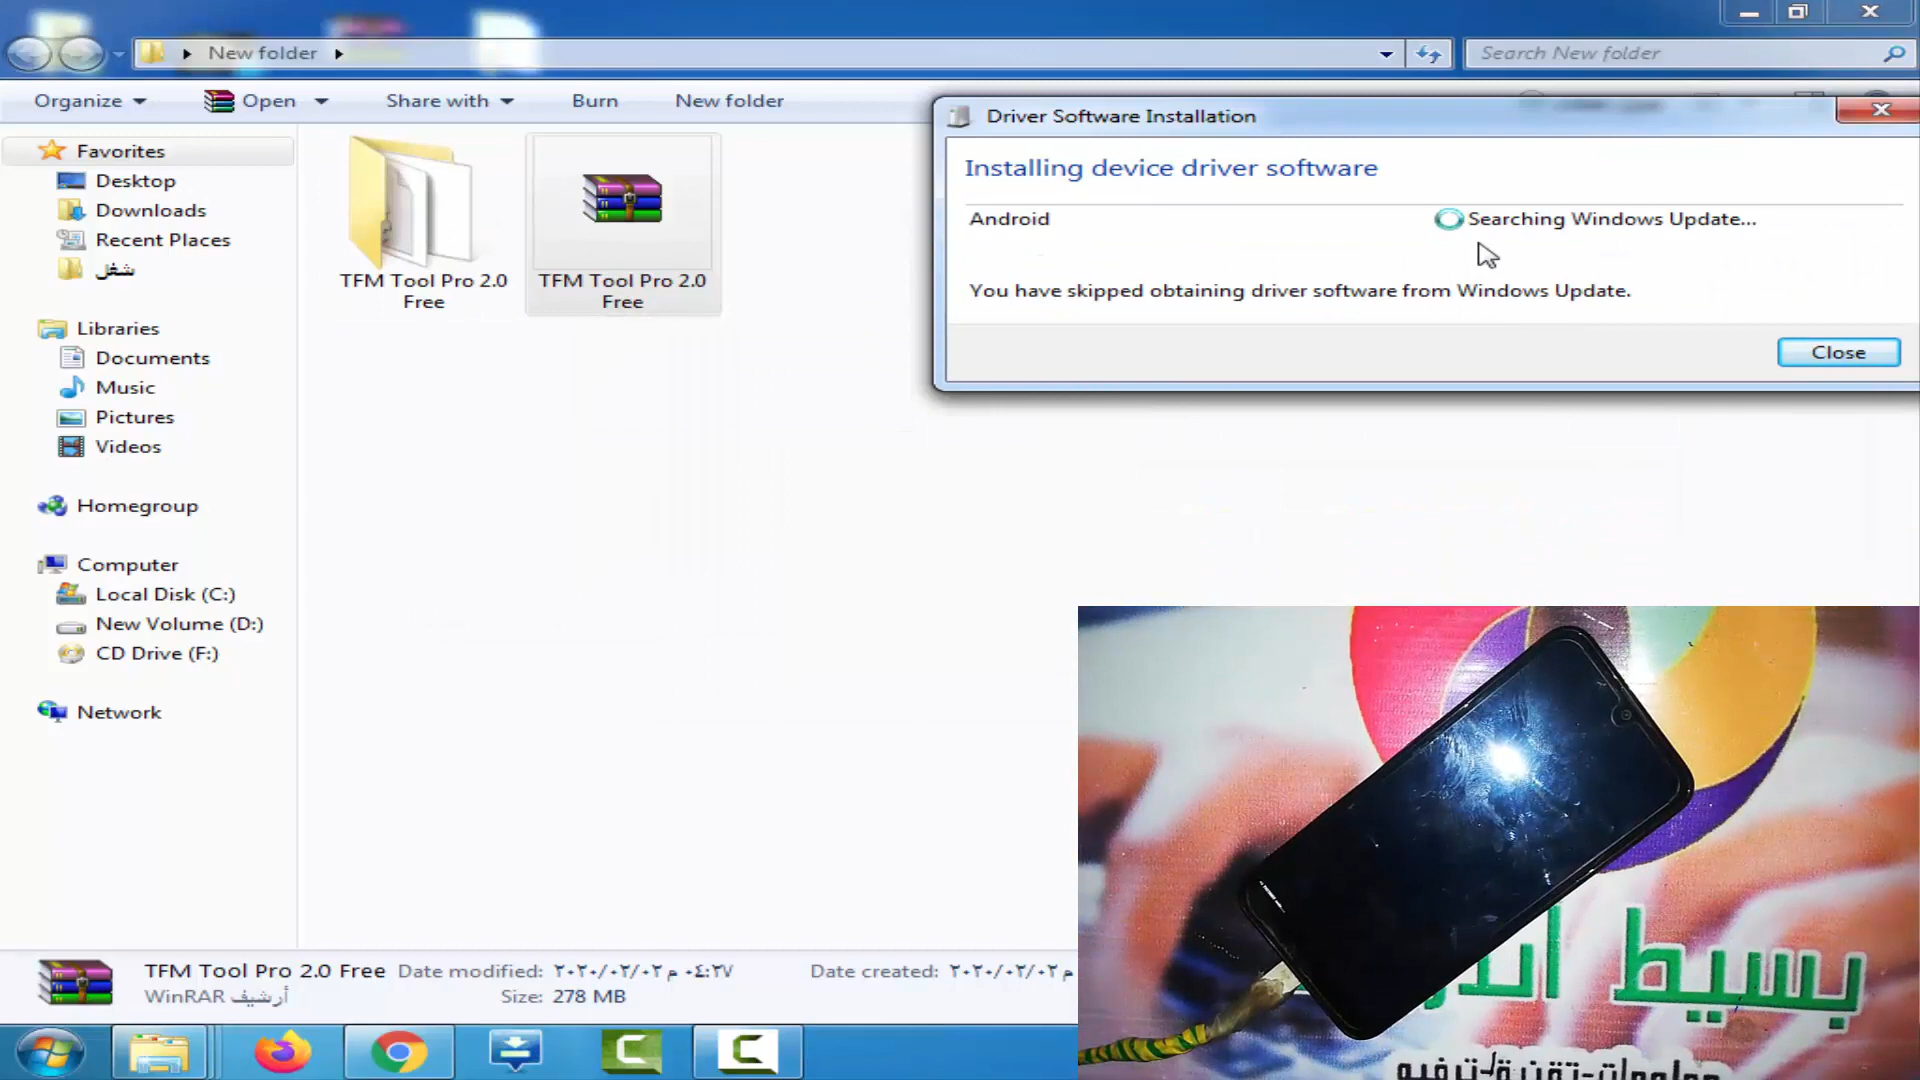 New folder
Search New folder
Organize
Open
Share with
Burn
New folder
Driver Software Installation
Installing device driver software
Android
Searching Windows Update...
You have skipped obtaining driver software from Windows Update.
Close
Favorites
Desktop
Downloads
Recent Places
شغل
Libraries
Documents
Music
Pictures
Videos
Homegroup
Computer
Local Disk (C:)
New Volume (D:)
CD Drive (F:)
Network
TFM Tool Pro 2.0
Free
TFM Tool Pro 2.0
Free
TFM Tool Pro 2.0 Free
Date modified: ٢٠٢٠/٠٢/٠٢ م ٠٤:٢٧
Date created: ٢٠٢٠/٠٢/٠٢ م
WinRAR أرشيف
Size: 278 MB
بسيط
معلومات-تقنية-ترفيه